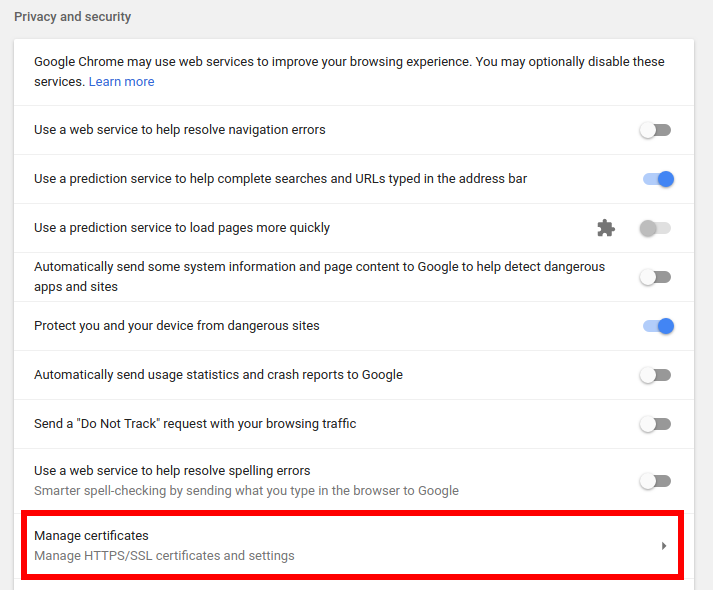 Privacy and security
Google Chrome may use web services to improve your browsing experience. You may optionally disable these
services. Learn more
Use a web service to help resolve navigation errors
Use a prediction service to help complete searches and URLs typed in the address bar
Use a prediction service to load pages more quickly
Automatically send some system information and page content to Google to help detect dangerous
apps and sites
Protect you and your device from dangerous sites
Automatically send usage statistics and crash reports to Google
Send a "Do Not Track" request with your browsing traffic
Use a web service to help resolve spelling errors
Smarter spell-checking by sending what you type in the browser to Google
Manage certificates
Manage HTTPS/SSL certificates and settings